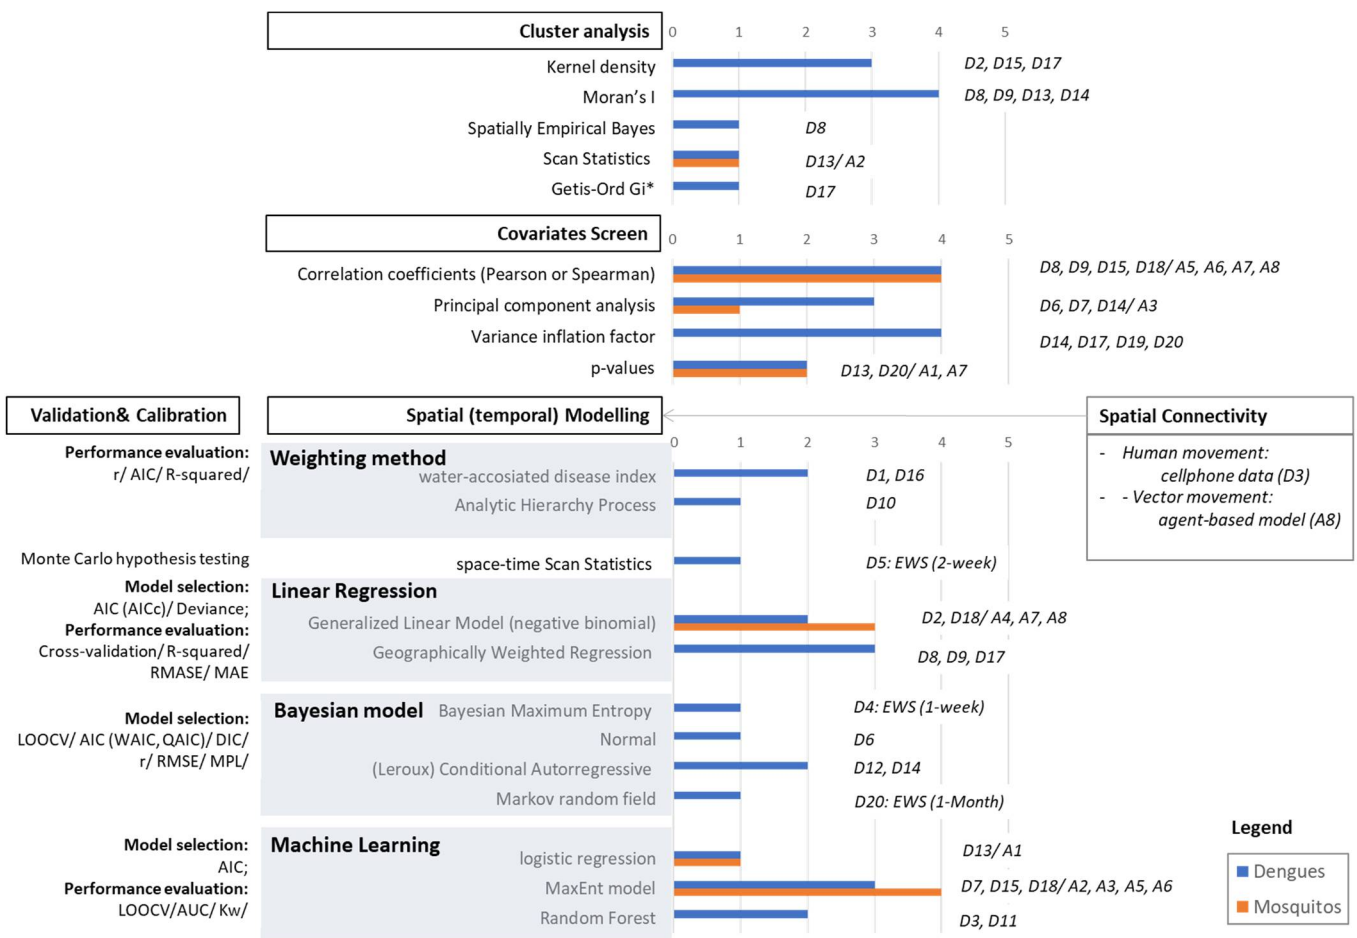 Cluster analysis
0 1 2 3 4 5
Kernel density
D2, D15, D17
Moran's I
D8, D9, D13, D14
Spatially Empirical Bayes
D8
Scan Statistics
D13/ A2
Getis-Ord Gi*
D17
Covariates Screen
0 1 2 3 4 5
Correlation coefficients (Pearson or Spearman)
D8, D9, D15, D18/ A5, A6, A7, A8
Principal component analysis
D6, D7, D14/ A3
Variance inflation factor
D14, D17, D19, D20
p-values
D13, D20/ A1, A7
Validation& Calibration
Spatial (temporal) Modelling
Spatial Connectivity
- Human movement:
cellphone data (D3)
- - Vector movement:
agent-based model (A8)
0 1 2 3 4 5
Performance evaluation:
r/ AIC/ R-squared/
Weighting method
water-accosiated disease index
D1, D16
Analytic Hierarchy Process
D10
Monte Carlo hypothesis testing
space-time Scan Statistics
D5: EWS (2-week)
Model selection:
AIC (AICc)/ Deviance;
Performance evaluation:
Cross-validation/ R-squared/
RMASE/ MAE
Linear Regression
Generalized Linear Model (negative binomial)
D2, D18/ A4, A7, A8
Geographically Weighted Regression
D8, D9, D17
Model selection:
LOOCV/ AIC (WAIC, QAIC)/ DIC/
r/ RMSE/ MPL/
Bayesian model
Bayesian Maximum Entropy
D4: EWS (1-week)
Normal
D6
(Leroux) Conditional Autorregressive
D12, D14
Markov random field
D20: EWS (1-Month)
Model selection:
AIC;
Performance evaluation:
LOOCV/AUC/ Kw/
Machine Learning
logistic regression
D13/ A1
MaxEnt model
D7, D15, D18/ A2, A3, A5, A6
Random Forest
D3, D11
Legend
Dengues
Mosquitos